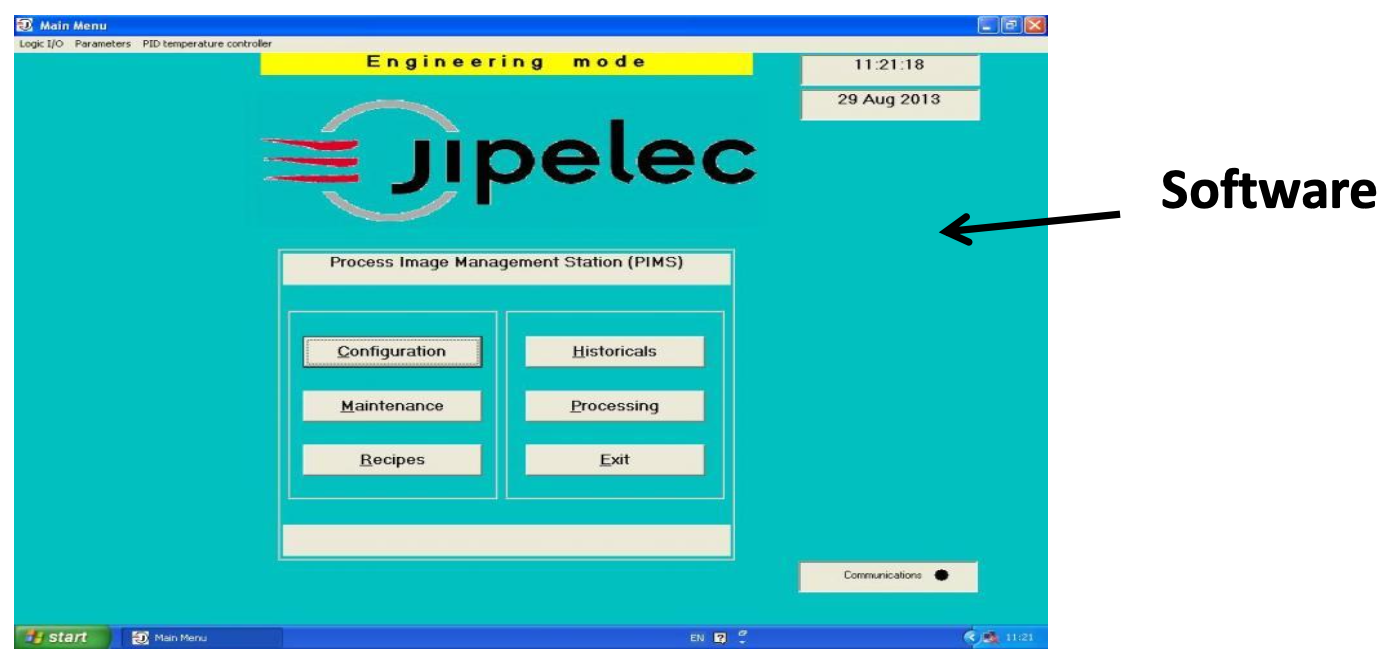 Main Menu
Logic I/O Parameters PID temperature controller
Engineering mode
11:21:18
29 Aug 2013
jipelec
Software
Process Image Management Station (PIMS)
Configuration
Historicals
Maintenance
Processing
Recipes
Exit
Communications
start
Main Menu
EN
11:21